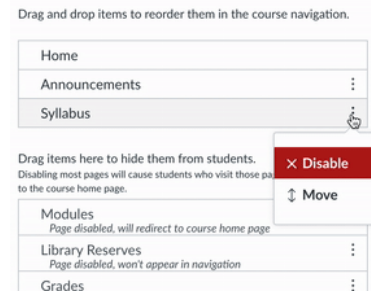 Drag and drop items to reorder them in the course navigation.
Home
Announcements
Syllabus
Drag items here to hide them from students.
Disabling most pages will cause students who visit those
to the course home page.
× Disable
Move
Modules
Page disabled, will redirect to course home page
Library Reserves
Page disabled, won't appear in navigation
Grades